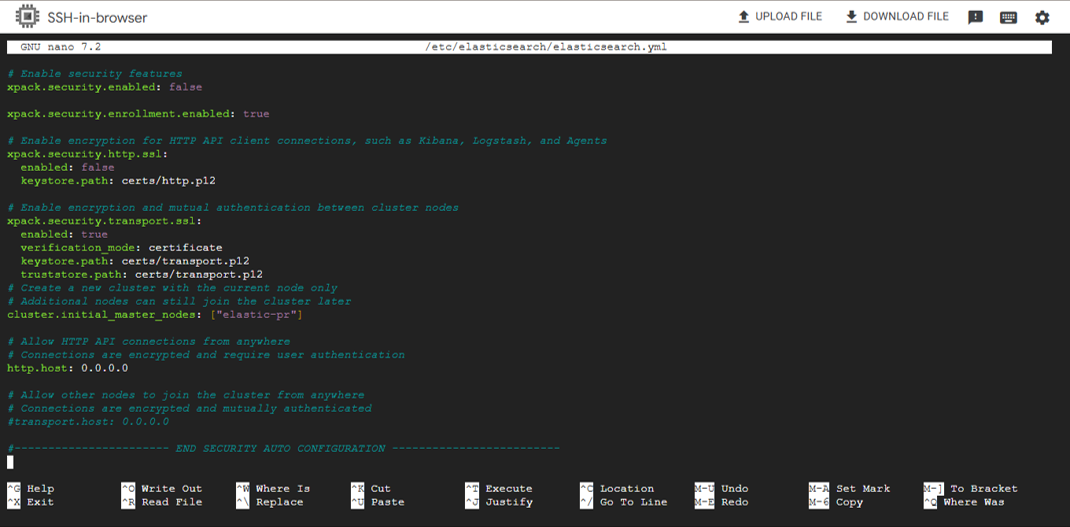 SSH-in-browser
UPLOAD FILE
DOWNLOAD FILE
GNU nano 7.2 /etc/elasticsearch/elasticsearch.yml
# Enable security features
xpack.security.enabled: false
xpack.security.enrollment.enabled: true
# Enable encryption for HTTP API client connections, such as Kibana, Logstash, and Agents
xpack.security.http.ssl:
  enabled: false
  keystore.path: certs/http.p12
# Enable encryption and mutual authentication between cluster nodes
xpack.security.transport.ssl:
  enabled: true
  verification_mode: certificate
  keystore.path: certs/transport.p12
  truststore.path: certs/transport.p12
# Create a new cluster with the current node only
# Additional nodes can still join the cluster later
cluster.initial_master_nodes: ["elastic-pr"]
# Allow HTTP API connections from anywhere
# Connections are encrypted and require user authentication
http.host: 0.0.0.0
# Allow other nodes to join the cluster from anywhere
# Connections are encrypted and mutually authenticated
#transport.host: 0.0.0.0
#----------------------- END SECURITY AUTO CONFIGURATION -------------------------
^G Help ^O Write Out ^W Where Is ^K Cut ^T Execute ^C Location M-U Undo M-A Set Mark M-] To Bracket
^X Exit ^R Read File ^\ Replace ^U Paste ^J Justify ^/ Go To Line M-E Redo M-6 Copy ^Q Where Was